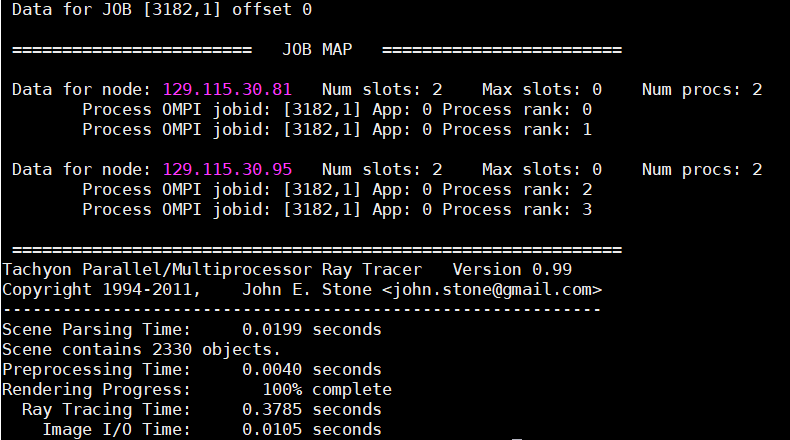 Data for JOB [3182,1] offset 0
======================== JOB MAP ========================
Data for node: 129.115.30.81 Num slots: 2 Max slots: 0 Num procs: 2
Process OMPI jobid: [3182,1] App: 0 Process rank: 0
Process OMPI jobid: [3182,1] App: 0 Process rank: 1
Data for node: 129.115.30.95 Num slots: 2 Max slots: 0 Num procs: 2
Process OMPI jobid: [3182,1] App: 0 Process rank: 2
Process OMPI jobid: [3182,1] App: 0 Process rank: 3
=============================================================
Tachyon Parallel/Multiprocessor Ray Tracer Version 0.99
Copyright 1994-2011, John E. Stone <john.stone@gmail.com>
------------------------------------------------------------
Scene Parsing Time: 0.0199 seconds
Scene contains 2330 objects.
Preprocessing Time: 0.0040 seconds
Rendering Progress: 100% complete
Ray Tracing Time: 0.3785 seconds
Image I/O Time: 0.0105 seconds